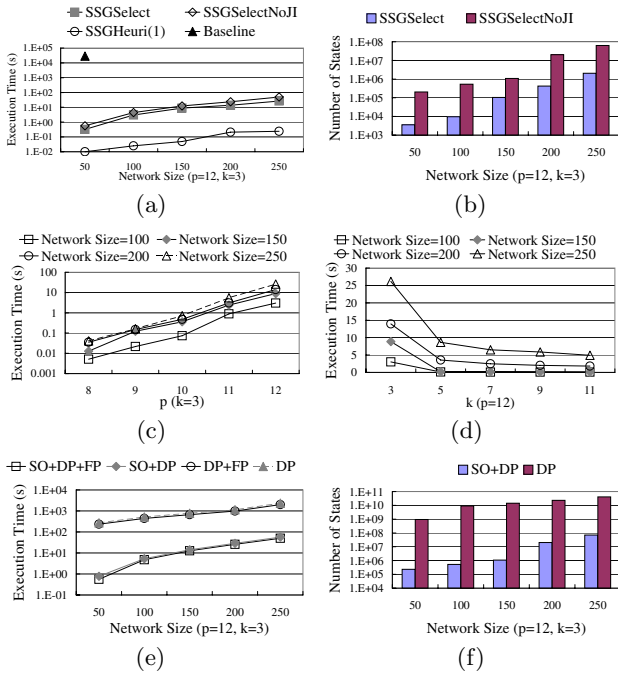 SSGSelect SSGSelectNoJI
SSGHeuri(1) Baseline
Execution Time (s)
1.E+05
1.E+04
1.E+03
1.E+02
1.E+01
1.E+00
1.E-01
1.E-02
50 100 150 200 250
Network Size (p=12, k=3)
(a)
SSGSelect SSGSelectNoJI
Number of States
1.E+08
1.E+07
1.E+06
1.E+05
1.E+04
1.E+03
50 100 150 200 250
Network Size (p=12, k=3)
(b)
Network Size=100 Network Size=150
Network Size=200 Network Size=250
Execution Time (s)
100
10
1
0.1
0.01
0.001
8 9 10 11 12
p (k=3)
(c)
Network Size=100 Network Size=150
Network Size=200 Network Size=250
Execution Time (s)
30
25
20
15
10
5
0
3 5 7 9 11
k (p=12)
(d)
SO+DP+FP SO+DP DP+FP DP
Execution Time (s)
1.E+04
1.E+03
1.E+02
1.E+01
1.E+00
1.E-01
50 100 150 200 250
Network Size (p=12, k=3)
(e)
SO+DP DP
Number of States
1.E+11
1.E+10
1.E+09
1.E+08
1.E+07
1.E+06
1.E+05
1.E+04
50 100 150 200 250
Network Size (p=12, k=3)
(f)